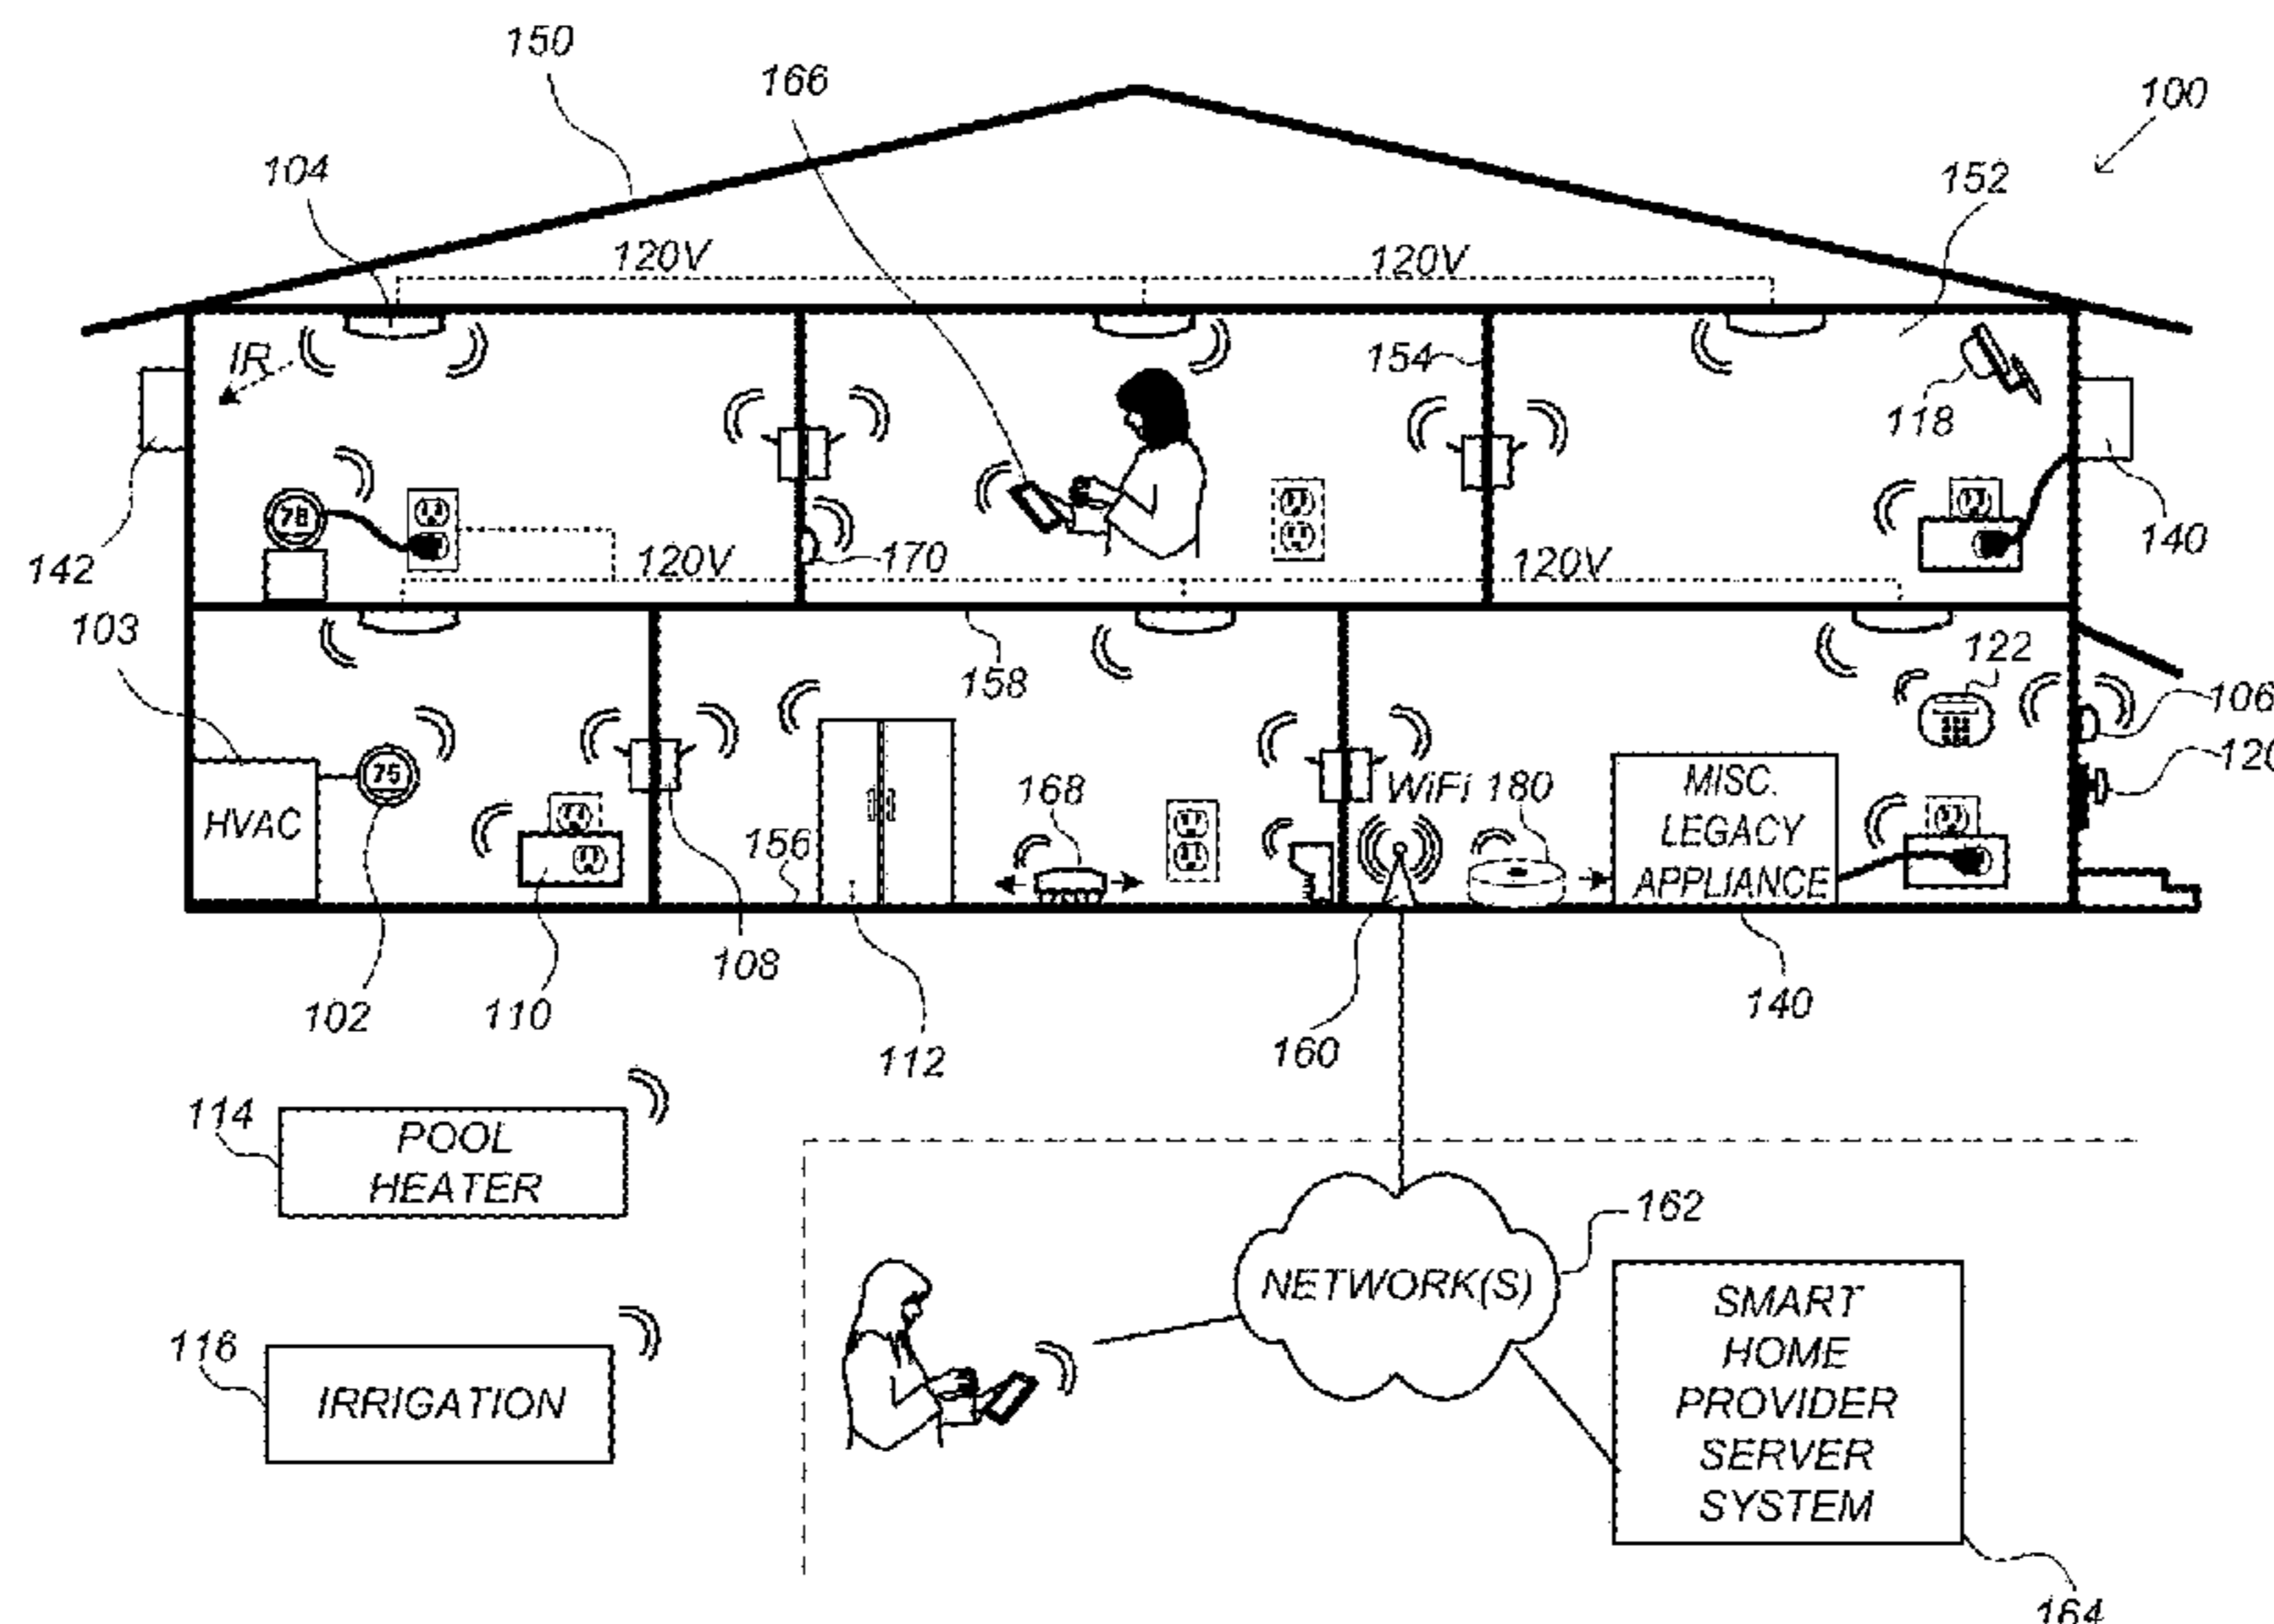 150
166
100
104
152
120V
120V
IR
154
118
78
142
170
140
120V
120V
103
158
122
106
75
HVAC
WiFi
180
MISC.
LEGACY
APPLIANCE
120
156
168
102
110
108
112
160
140
114
POOL
HEATER
162
NETWORK(S)
116
IRRIGATION
SMART
HOME
PROVIDER
SERVER
SYSTEM
164